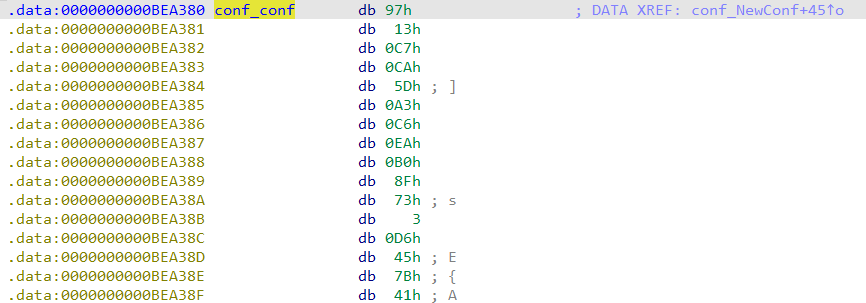 .data:0000000000BEA380 conf_conf db 97h ; DATA XREF: conf_NewConf+45↑o
.data:0000000000BEA381 db 13h
.data:0000000000BEA382 db 0C7h
.data:0000000000BEA383 db 0CAh
.data:0000000000BEA384 db 5Dh ; ]
.data:0000000000BEA385 db 0A3h
.data:0000000000BEA386 db 0C6h
.data:0000000000BEA387 db 0EAh
.data:0000000000BEA388 db 0B0h
.data:0000000000BEA389 db 8Fh
.data:0000000000BEA38A db 73h ; s
.data:0000000000BEA38B db 3
.data:0000000000BEA38C db 0D6h
.data:0000000000BEA38D db 45h ; E
.data:0000000000BEA38E db 7Bh ; {
.data:0000000000BEA38F db 41h ; A